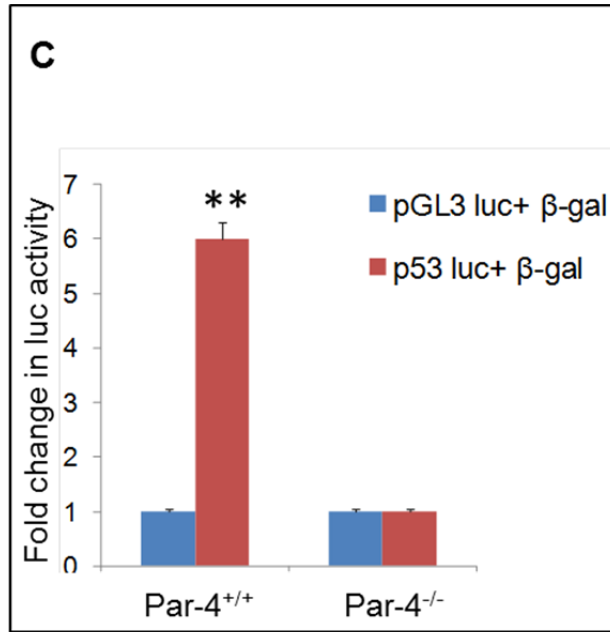 C
Fold change in luc activity
7
6
5
4
3
2
1
0
**
pGL3 luc+ β-gal
p53 luc+ β-gal
Par-4⁺/⁺
Par-4⁻/⁻